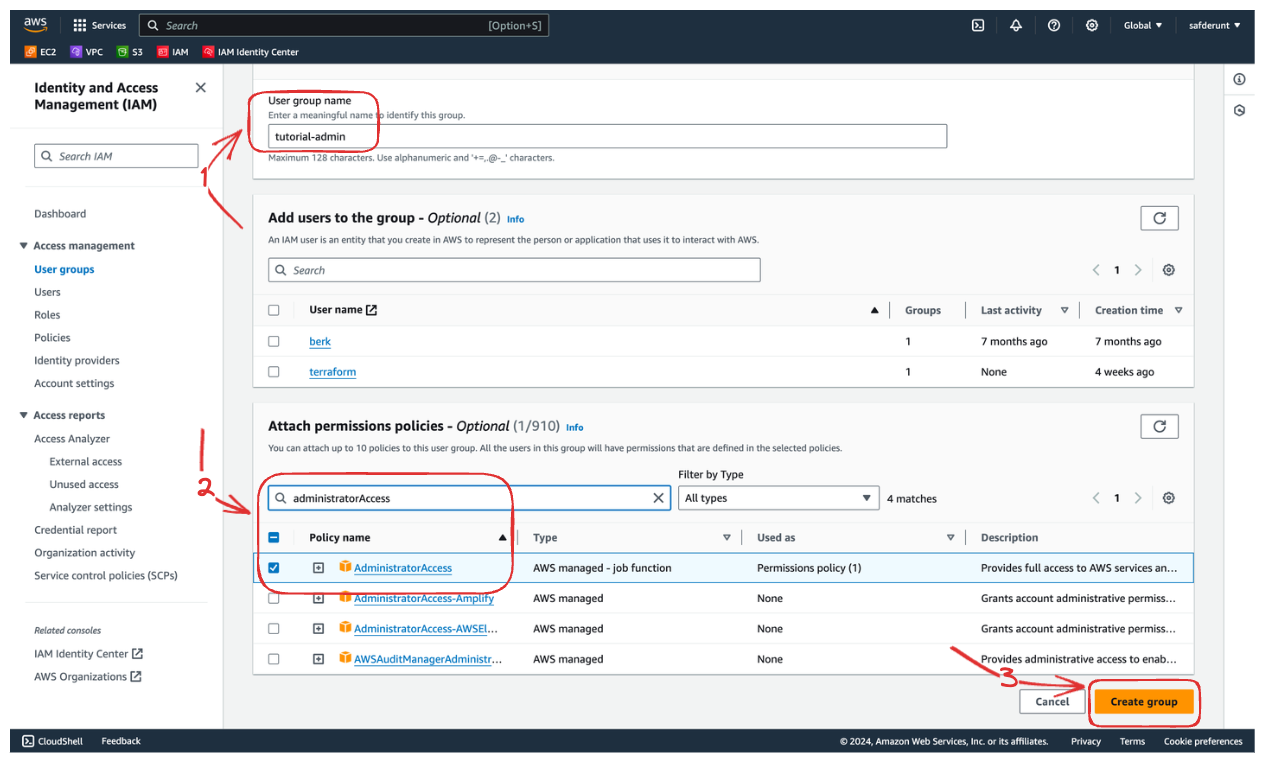 aws
Services
Search [Option+S]
Global
safderunt
EC2 VPC S3 IAM IAM Identity Center
Identity and Access Management (IAM)
Search IAM
Dashboard
Access management
User groups
Users
Roles
Policies
Identity providers
Account settings
Access reports
Access Analyzer
External access
Unused access
Analyzer settings
Credential report
Organization activity
Service control policies (SCPs)
Related consoles
IAM Identity Center
AWS Organizations
1
User group name
Enter a meaningful name to identify this group.
tutorial-admin
Maximum 128 characters. Use alphanumeric and '+=,.@-_' characters.
Add users to the group - Optional (2) Info
An IAM user is an entity that you create in AWS to represent the person or application that uses it to interact with AWS.
Search
1
User name Groups Last activity Creation time
berk 1 7 months ago 7 months ago
terraform 1 None 4 weeks ago
Attach permissions policies - Optional (1/910) Info
You can attach up to 10 policies to this user group. All the users in this group will have permissions that are defined in the selected policies.
2
Filter by Type
administratorAccess All types 4 matches 1
Policy name Type Used as Description
AdministratorAccess AWS managed - job function Permissions policy (1) Provides full access to AWS services an...
AdministratorAccess-Amplify AWS managed None Grants account administrative permiss...
AdministratorAccess-AWSEl... AWS managed None Grants account administrative permiss...
AWSAuditManagerAdministr... AWS managed None Provides administrative access to enab...
3
Cancel Create group
CloudShell Feedback © 2024, Amazon Web Services, Inc. or its affiliates. Privacy Terms Cookie preferences